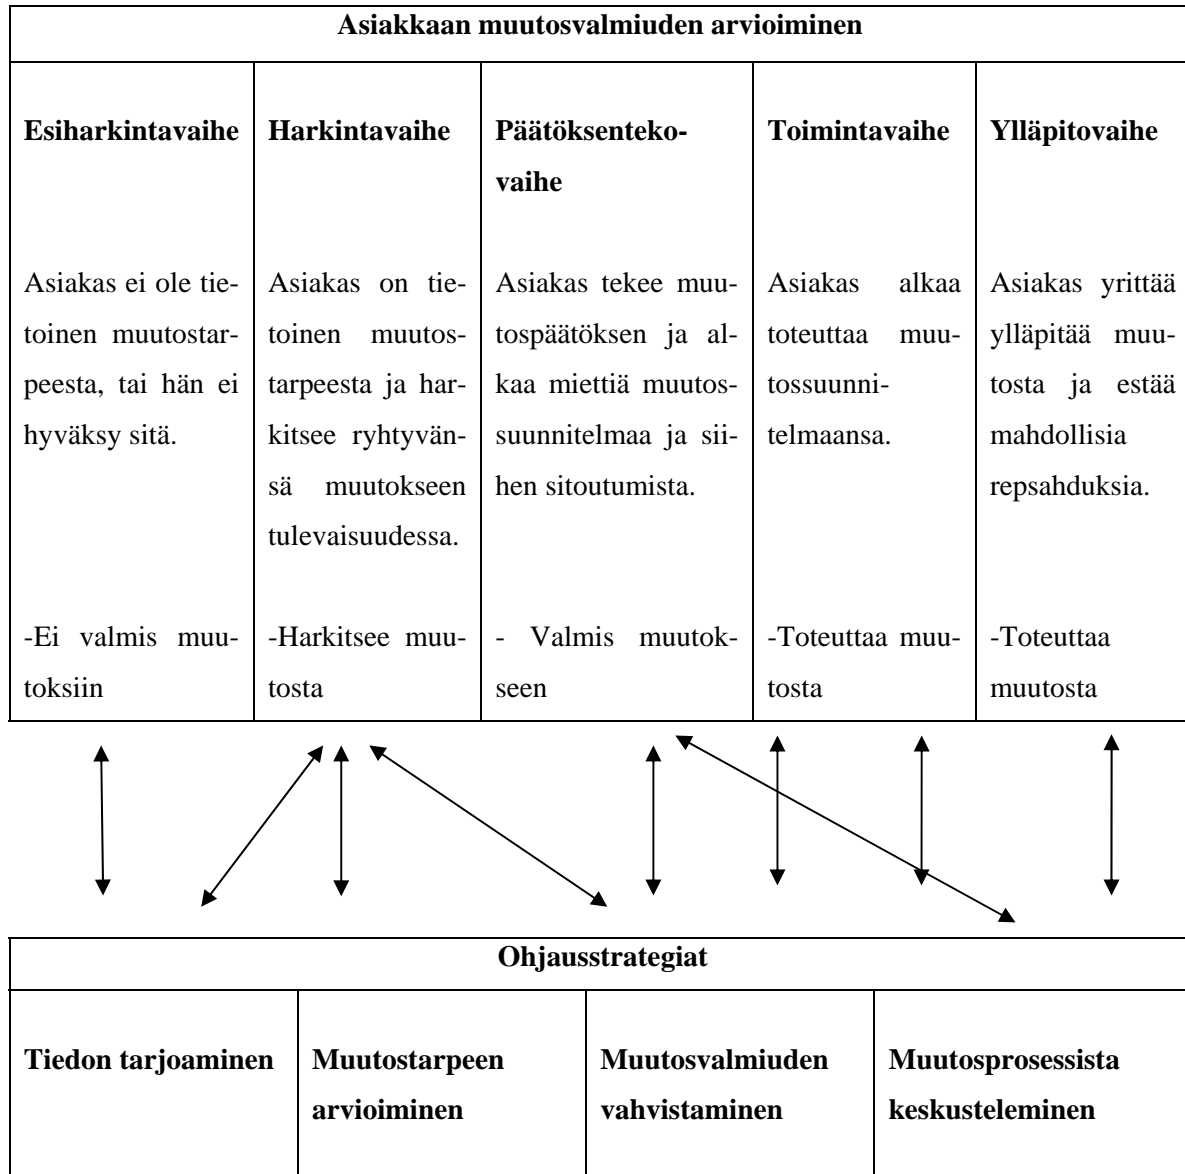 Asiakkaan muutosvalmiuden arvioiminen
Esiharkintavaihe
Asiakas ei ole tie-
toinen muutostar-
peesta, tai hän ei
hyväksy sitä.
-Ei valmis muu-
toksiin
Harkintavaihe
Asiakas on tie-
toinen muutos-
tarpeesta ja har-
kitsee ryhtyvän-
sä muutokseen
tulevaisuudessa.
-Harkitsee muu-
tosta
Päätöksenteko-
vaihe
Asiakas tekee muu-
tospäätöksen ja al-
kaa miettiä muutos-
suunnitelmaa ja sii-
hen sitoutumista.
- Valmis muutok-
seen
Toimintavaihe
Asiakas alkaa
toteuttaa muu-
tossuunni-
telmaansa.
-Toteuttaa muu-
tosta
Ylläpitovaihe
Asiakas yrittää
ylläpitää muu-
tosta ja estää
mahdollisia
repsahduksia.
-Toteuttaa
muutosta
Ohjausstrategiat
Tiedon tarjoaminen
Muutostarpeen
arvioiminen
Muutosvalmiuden
vahvistaminen
Muutosprosessista
keskusteleminen